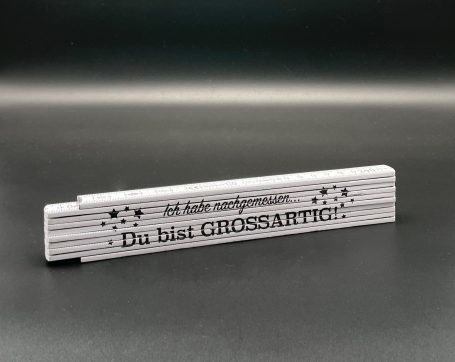 Ich habe nachgemessen...
Du bist GROSSARTIG!